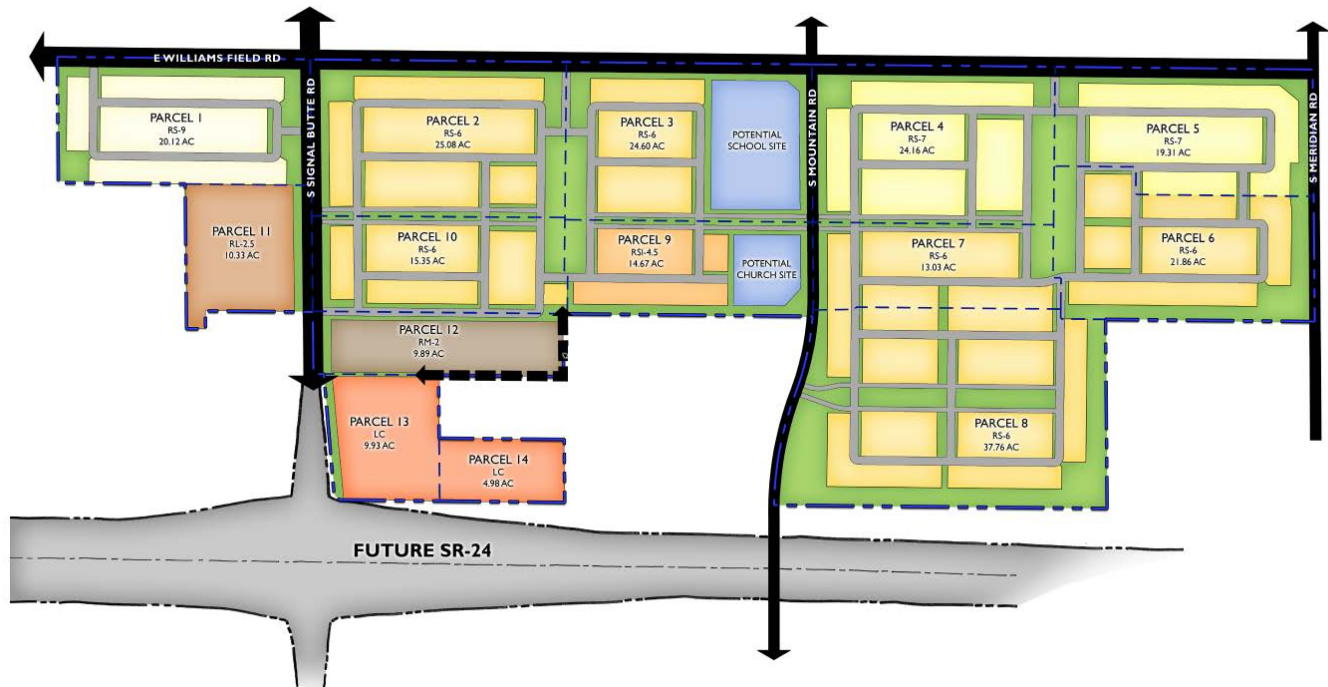 E WILLIAMS FIELD RD
S SIGNAL BUTTE RD
S MOUNTAIN RD
S MERIDIAN RD
PARCEL 1
RS-9
20.12 AC
PARCEL 2
RS-6
25.08 AC
PARCEL 3
RS-6
24.60 AC
POTENTIAL
SCHOOL SITE
PARCEL 4
RS-7
24.16 AC
PARCEL 5
RS-7
19.31 AC
PARCEL 11
RL-2.5
10.33 AC
PARCEL 10
RS-6
15.35 AC
PARCEL 9
RSL-4.5
14.67 AC
POTENTIAL
CHURCH SITE
PARCEL 7
RS-6
13.03 AC
PARCEL 6
RS-6
21.86 AC
PARCEL 12
RM-2
9.89 AC
PARCEL 13
LC
9.93 AC
PARCEL 14
LC
4.98 AC
PARCEL 8
RS-6
37.76 AC
FUTURE SR-24